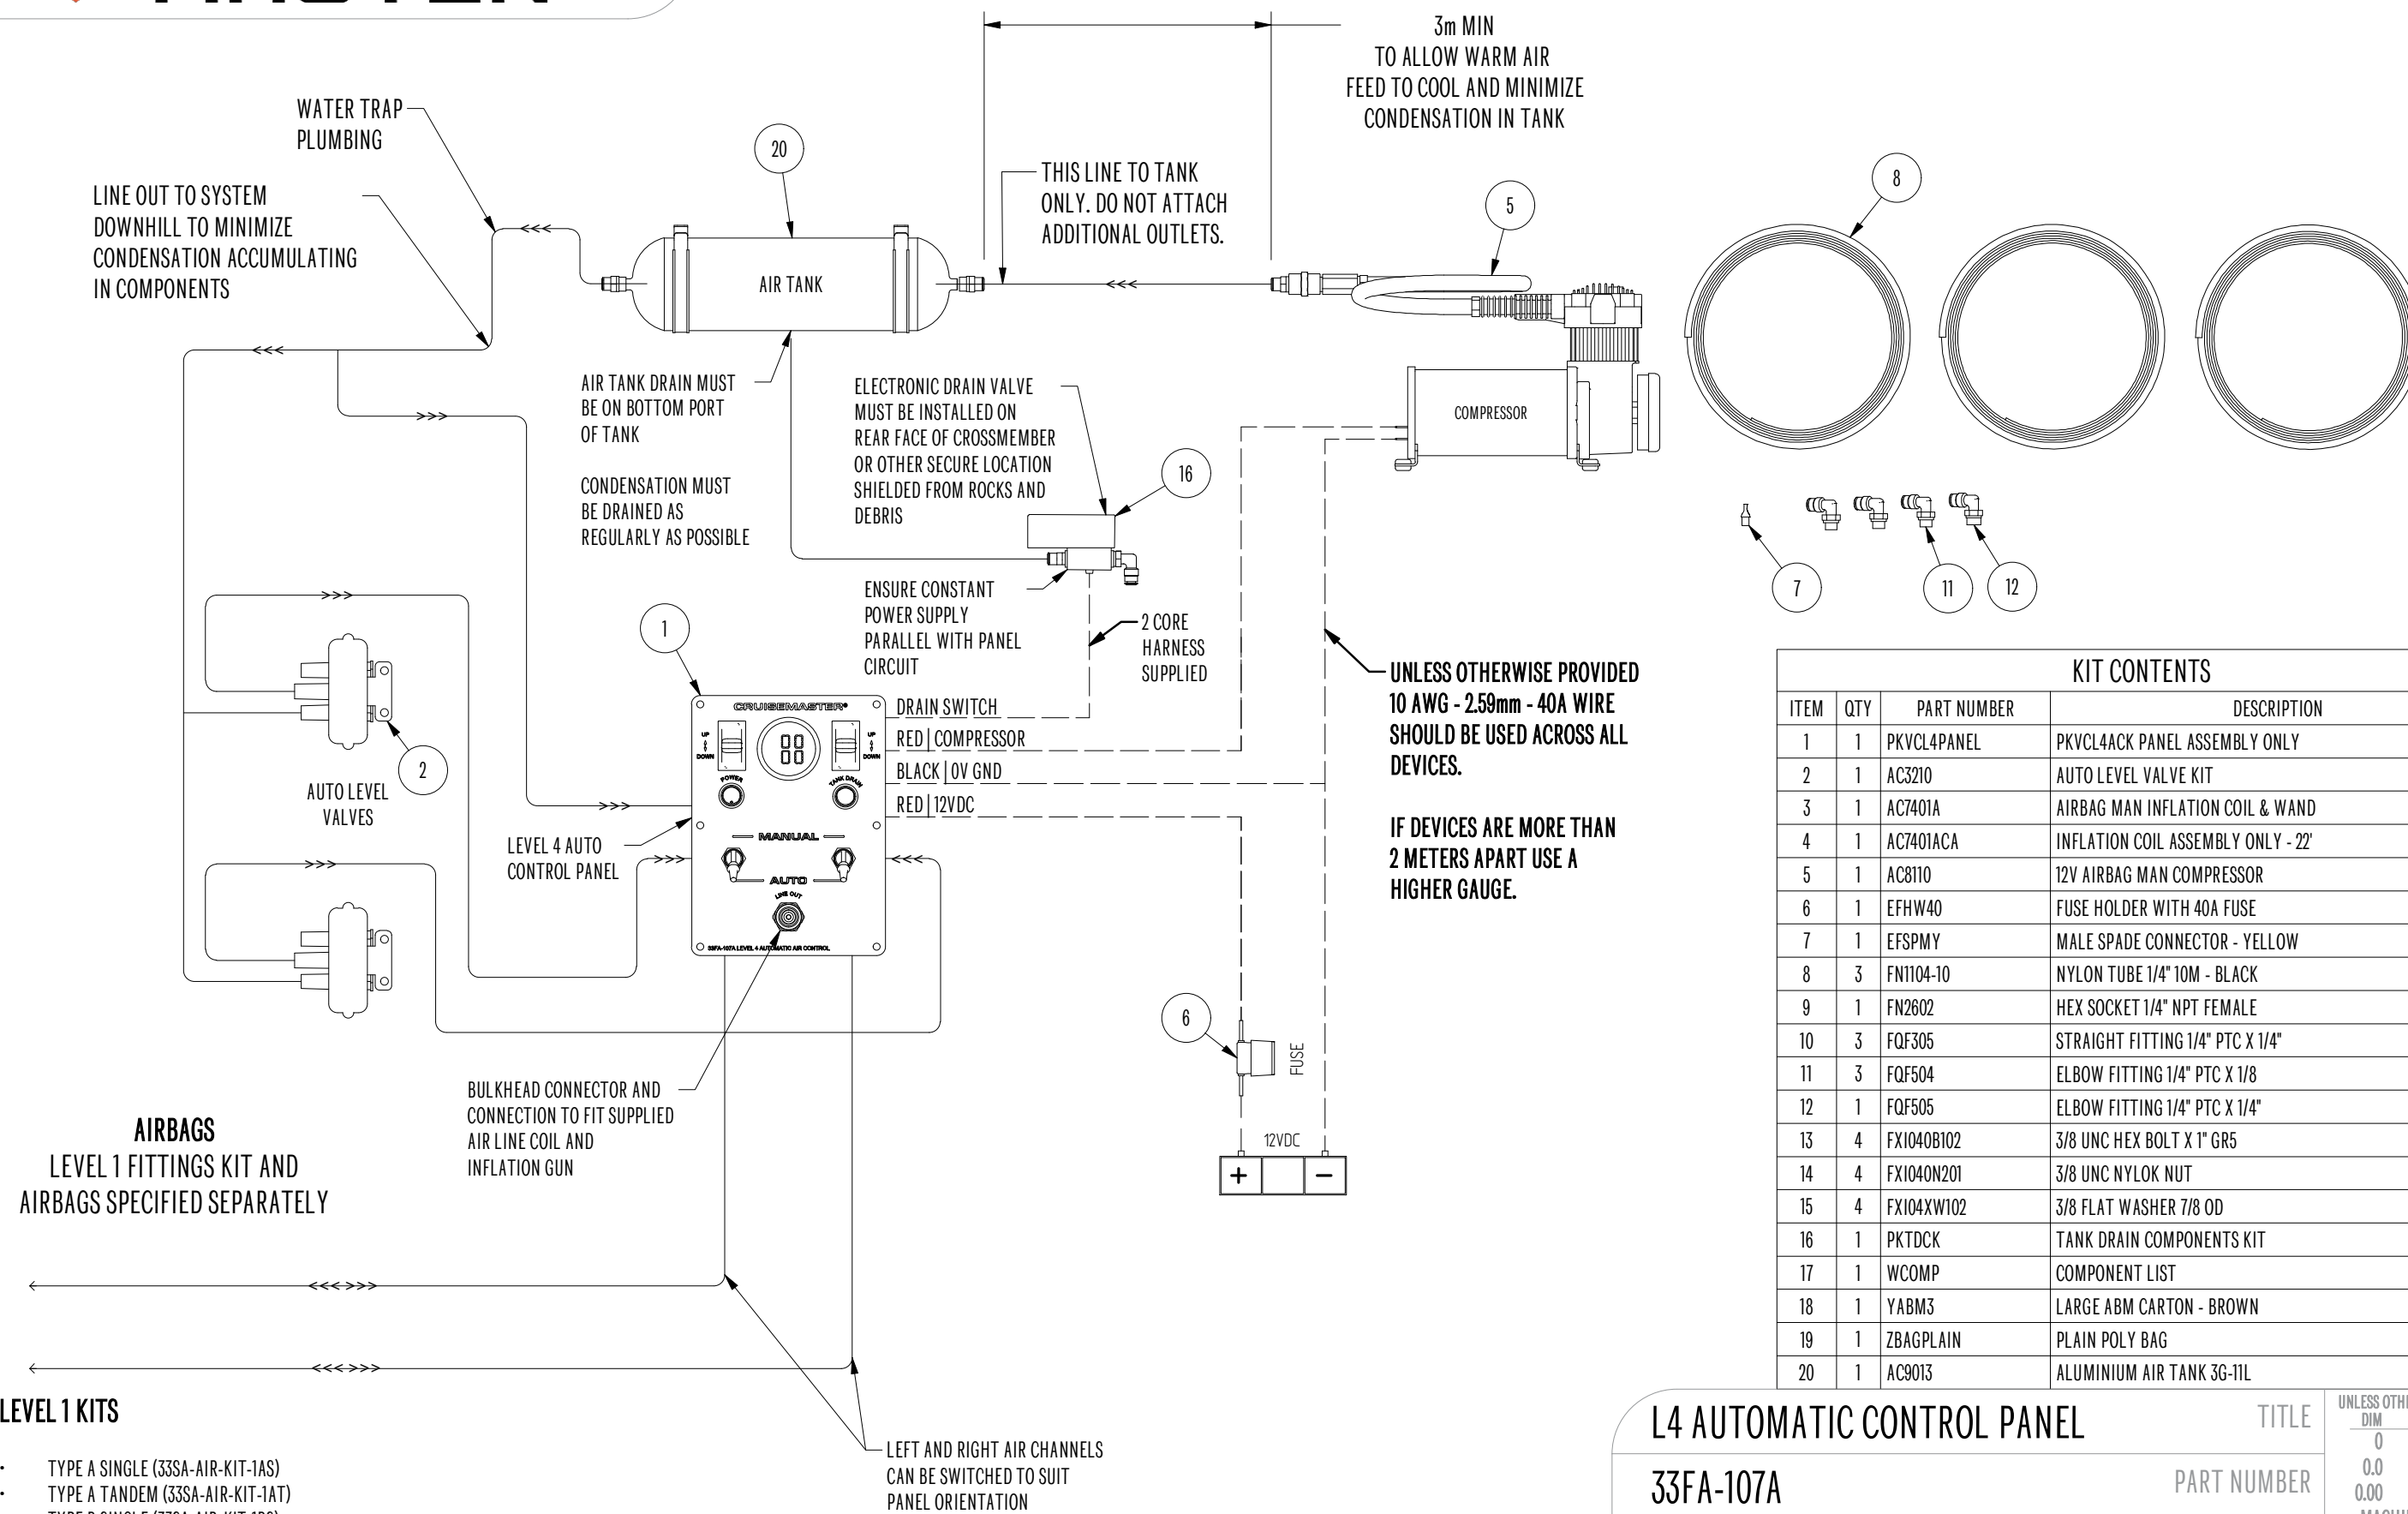 3m MIN
TO ALLOW WARM AIR
FEED TO COOL AND MINIMIZE
CONDENSATION IN TANK
WATER TRAP
PLUMBING
LINE OUT TO SYSTEM
DOWNHILL TO MINIMIZE
CONDENSATION ACCUMULATING
IN COMPONENTS
20
THIS LINE TO TANK
ONLY. DO NOT ATTACH
ADDITIONAL OUTLETS.
5
8
AIR TANK
AIR TANK DRAIN MUST
BE ON BOTTOM PORT
OF TANK
CONDENSATION MUST
BE DRAINED AS
REGULARLY AS POSSIBLE
ELECTRONIC DRAIN VALVE
MUST BE INSTALLED ON
REAR FACE OF CROSSMEMBER
OR OTHER SECURE LOCATION
SHIELDED FROM ROCKS AND
DEBRIS
16
COMPRESSOR
7
11
12
ENSURE CONSTANT
POWER SUPPLY
PARALLEL WITH PANEL
CIRCUIT
2 CORE
HARNESS
SUPPLIED
1
2
AUTO LEVEL
VALVES
LEVEL 4 AUTO
CONTROL PANEL
CRUISEMASTER®
UP
DOWN
UP
DOWN
POWER
TANK DRAIN
MANUAL
AUTO
LINE OUT
33FA-107A LEVEL 4 AUTOMATIC AIR CONTROL
DRAIN SWITCH
RED | COMPRESSOR
BLACK | 0V GND
RED | 12VDC
UNLESS OTHERWISE PROVIDED
10 AWG - 2.59mm - 40A WIRE
SHOULD BE USED ACROSS ALL
DEVICES.
IF DEVICES ARE MORE THAN
2 METERS APART USE A
HIGHER GAUGE.
6
FUSE
12VDC
+ −
BULKHEAD CONNECTOR AND
CONNECTION TO FIT SUPPLIED
AIR LINE COIL AND
INFLATION GUN
AIRBAGS
LEVEL 1 FITTINGS KIT AND
AIRBAGS SPECIFIED SEPARATELY
LEFT AND RIGHT AIR CHANNELS
CAN BE SWITCHED TO SUIT
PANEL ORIENTATION
LEVEL 1 KITS
• TYPE A SINGLE (33SA-AIR-KIT-1AS)
• TYPE A TANDEM (33SA-AIR-KIT-1AT)
KIT CONTENTS
ITEM QTY PART NUMBER DESCRIPTION
1 1 PKVCL4PANEL PKVCL4ACK PANEL ASSEMBLY ONLY
2 1 AC3210 AUTO LEVEL VALVE KIT
3 1 AC7401A AIRBAG MAN INFLATION COIL & WAND
4 1 AC7401ACA INFLATION COIL ASSEMBLY ONLY - 22'
5 1 AC8110 12V AIRBAG MAN COMPRESSOR
6 1 EFHW40 FUSE HOLDER WITH 40A FUSE
7 1 EFSPMY MALE SPADE CONNECTOR - YELLOW
8 3 FN1104-10 NYLON TUBE 1/4" 10M - BLACK
9 1 FN2602 HEX SOCKET 1/4" NPT FEMALE
10 3 FQF305 STRAIGHT FITTING 1/4" PTC X 1/4"
11 3 FQF504 ELBOW FITTING 1/4" PTC X 1/8
12 1 FQF505 ELBOW FITTING 1/4" PTC X 1/4"
13 4 FXI040B102 3/8 UNC HEX BOLT X 1" GR5
14 4 FXI040N201 3/8 UNC NYLOK NUT
15 4 FXI04XW102 3/8 FLAT WASHER 7/8 OD
16 1 PKTDCK TANK DRAIN COMPONENTS KIT
17 1 WCOMP COMPONENT LIST
18 1 YABM3 LARGE ABM CARTON - BROWN
19 1 ZBAGPLAIN PLAIN POLY BAG
20 1 AC9013 ALUMINIUM AIR TANK 3G-11L
L4 AUTOMATIC CONTROL PANEL TITLE
33FA-107A PART NUMBER
UNLESS
DIM
0
0.0
0.00